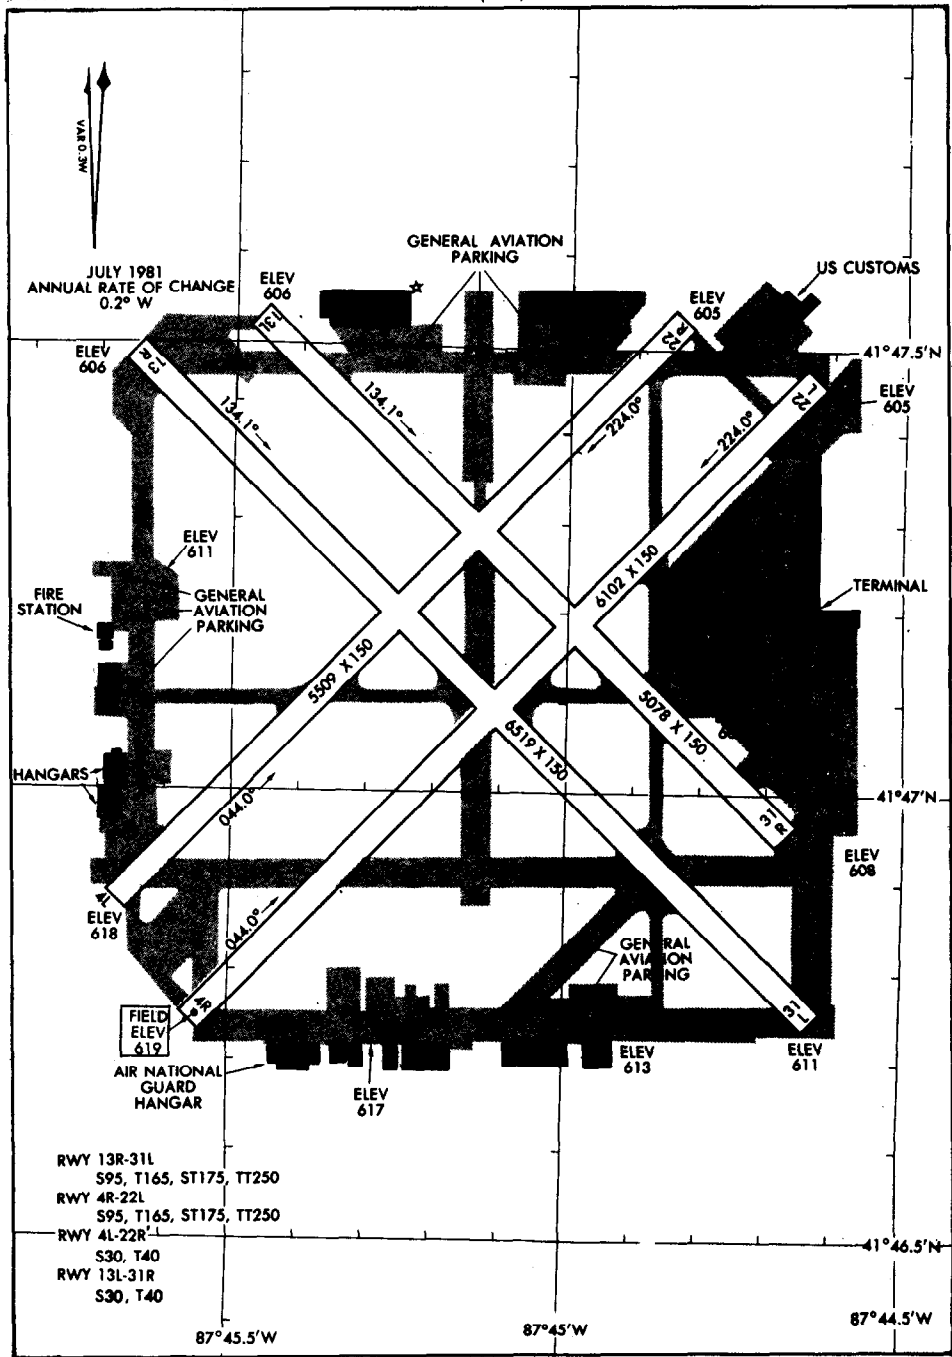 VAR 0.3W
JULY 1981
ANNUAL RATE OF CHANGE
0.2° W
GENERAL AVIATION
PARKING
US CUSTOMS
ELEV
606
13L
ELEV
605
22
R
ELEV
606
13
R
41°47.5'N
L
22
ELEV
605
134.1°
134.1°
224.0°
224.0°
ELEV
611
GENERAL
AVIATION
PARKING
FIRE
STATION
6102 X 150
TERMINAL
5509 X 150
5078 X 150
6519 X 150
HANGARS
044.0°
41°47'N
31
R
ELEV
608
4L
ELEV
618
044.0°
GENERAL
AVIATION
PARKING
4R
FIELD
ELEV
619
31
L
AIR NATIONAL
GUARD
HANGAR
ELEV
617
ELEV
613
ELEV
611
RWY 13R-31L
S95, T165, ST175, TT250
RWY 4R-22L
S95, T165, ST175, TT250
RWY 4L-22R
S30, T40
RWY 13L-31R
S30, T40
41°46.5'N
87°45.5'W
87°45'W
87°44.5'W